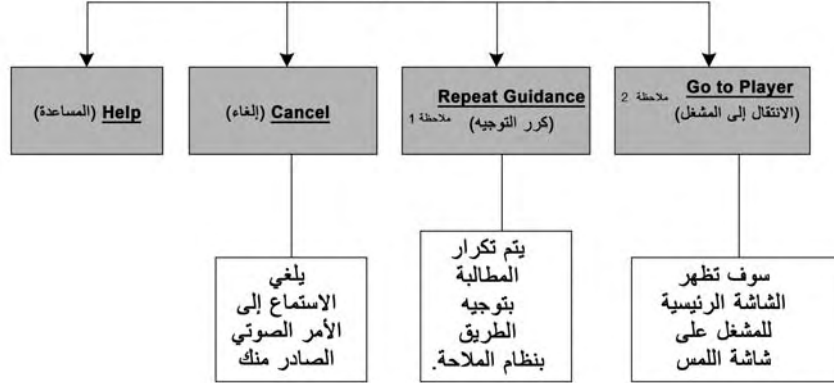 Go to Player ملاحظة 2
(الانتقال إلى المشغل)
Repeat Guidance
(كرر التوجيه) ملاحظة 1
Cancel (إلغاء)
Help (المساعدة)
سوف تظهر
الشاشة الرئيسية
للمشغل على
شاشة اللمس
يتم تكرار
المطالبة
بتوجيه
الطريق
بنظام الملاحة.
يلغي
الاستماع إلى
الأمر الصوتي
الصادر منك